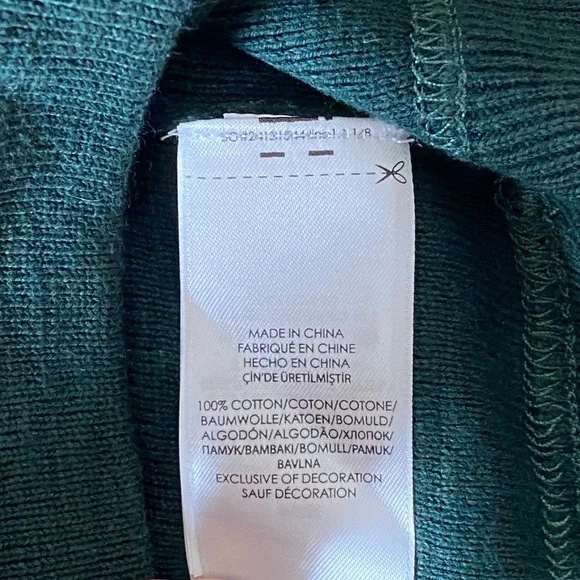 MADE IN CHINA
FABRIQUÉ EN CHINE
HECHO EN CHINA
ÇİN'DE ÜRETİLMİŞTİR
100% COTTON/COTON/COTONE/
BAUMWOLLE/KATOEN/BOMULD/
ALGODÓN/ALGODÃO/ХЛОПОК/
ПАМУК/BAMBAKI/BOMULL/PAMUK/
BAVLNA
EXCLUSIVE OF DECORATION
SAUF DÉCORATION